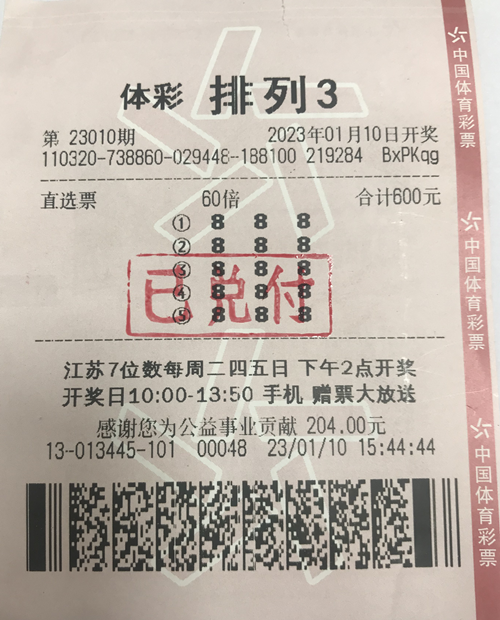 体彩 排列3
第 23010期 2023年01月10日开奖
110320-738860-029448--188100 219284 BxPKqg
直选票 60倍 合计600元
① 8 8 8
② 8 8 8
③ 8 8 8
④ 8 8 8
⑤ 8 8 8
已兑付
江苏7位数每周二四五日 下午2点开奖
开奖日10:00-13:50 手机 赠票大放送
感谢您为公益事业贡献 204.00元
13-013445-101 00048 23/01/10 15:44:44
中国体育彩票
中国体育彩票
中国体育彩票